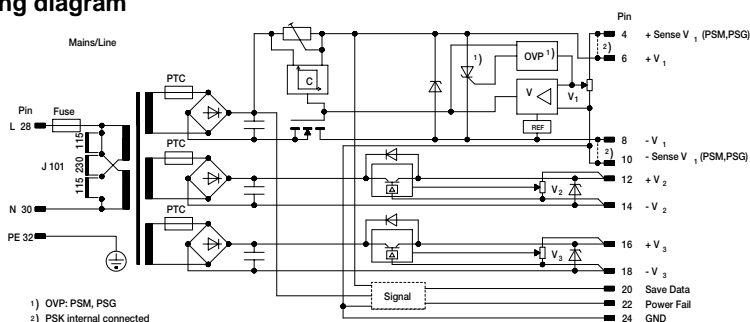 ng diagram
Mains/Line
Pin
4 + Sense V 1 (PSM,PSG)
2)
6 + V 1
PTC
1)
OVP 1)
C
V
V1
REF
Pin
Fuse
L 28
115
J 101 230
115
N 30
PE 32
8 - V 1
2)
10 - Sense V 1 (PSM,PSG)
PTC
12 + V 2
V 2
14 - V 2
PTC
16 + V 3
V 3
18 - V 3
Signal
20 Save Data
22 Power Fail
24 GND
1) OVP: PSM, PSG
2) PSK internal connected